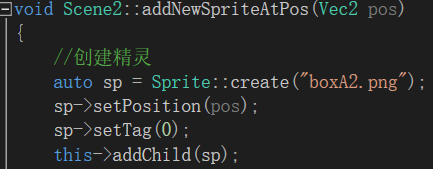 void Scene2::addNewSpriteAtPos(Vec2 pos)
{
//创建精灵
auto sp = Sprite::create("boxA2.png");
sp->setPosition(pos);
sp->setTag(0);
this->addChild(sp);